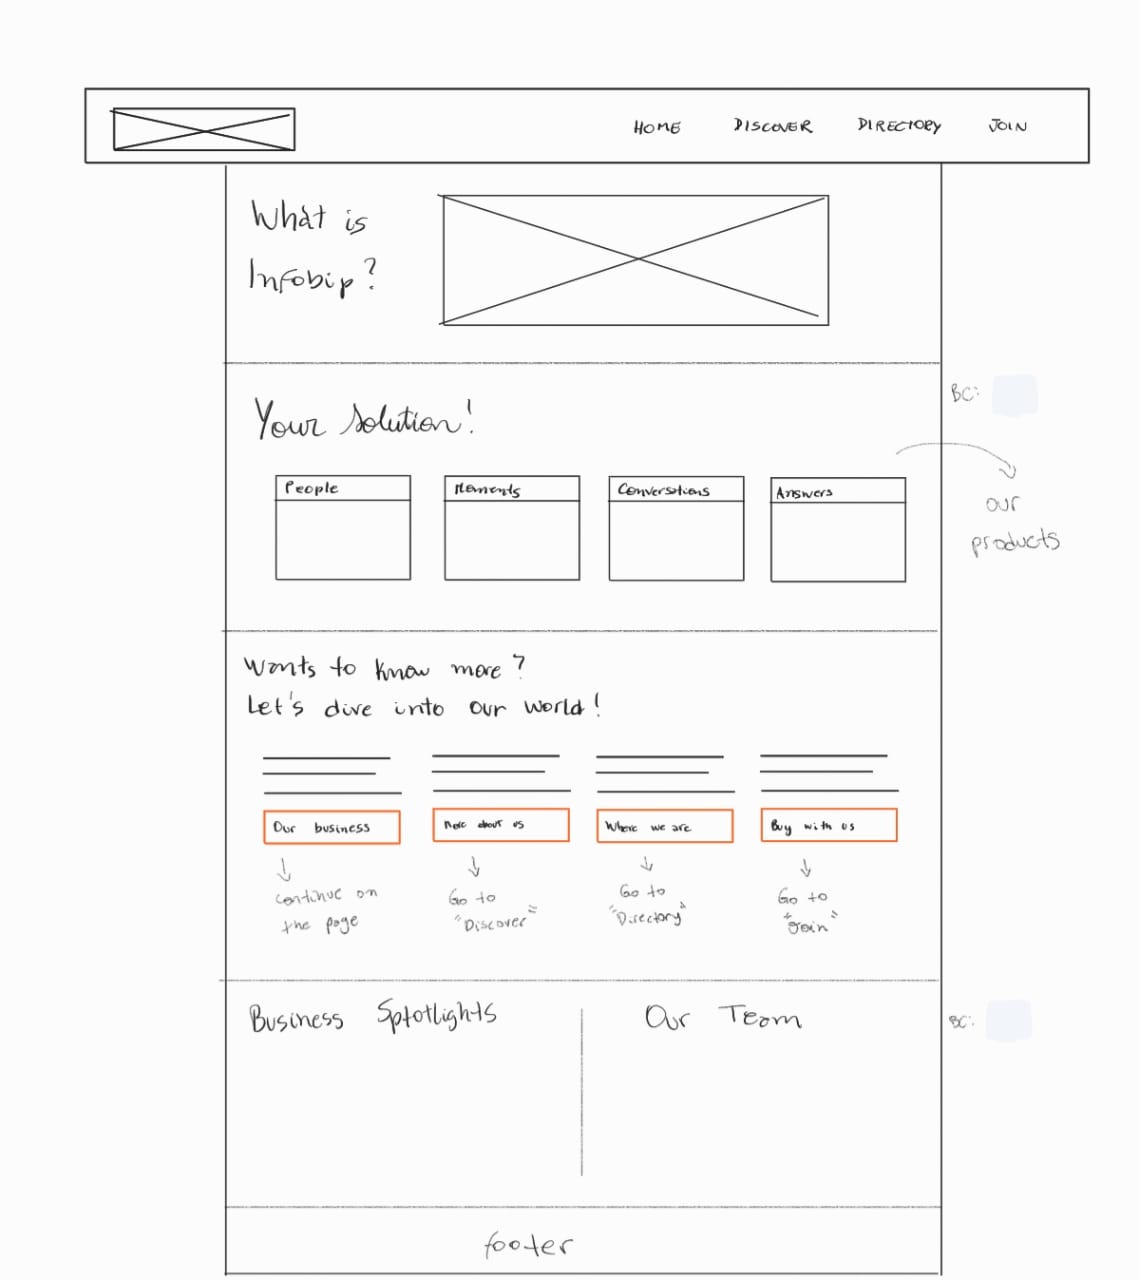 HOME DISCOVER DIRECTORY JOIN
What is
Infobip?
BC:
Your Solution!
People Moments Conversations Answers
our
products
Wants to know more?
Let's dive into our world!
Our business More about us Where we are Buy with us
continue on
the page
Go to
"Discover"
Go to
"Directory"
Go to
"Join"
Business Sptotlights Our Team
BC:
footer